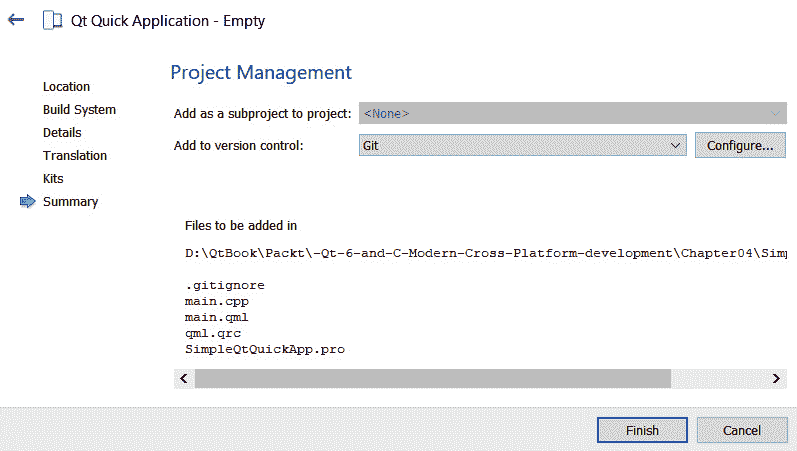 Qt Quick Application - Empty
Project Management
Location
Build System
Details
Translation
Kits
Summary
Add as a subproject to project: <None>
Add to version control: Git Configure...
Files to be added in
D:\QtBook\Packt\-Qt-6-and-C-Modern-Cross-Platform-development\Chapter04\Simp
.gitignore
main.cpp
main.qml
qml.qrc
SimpleQtQuickApp.pro
Finish Cancel